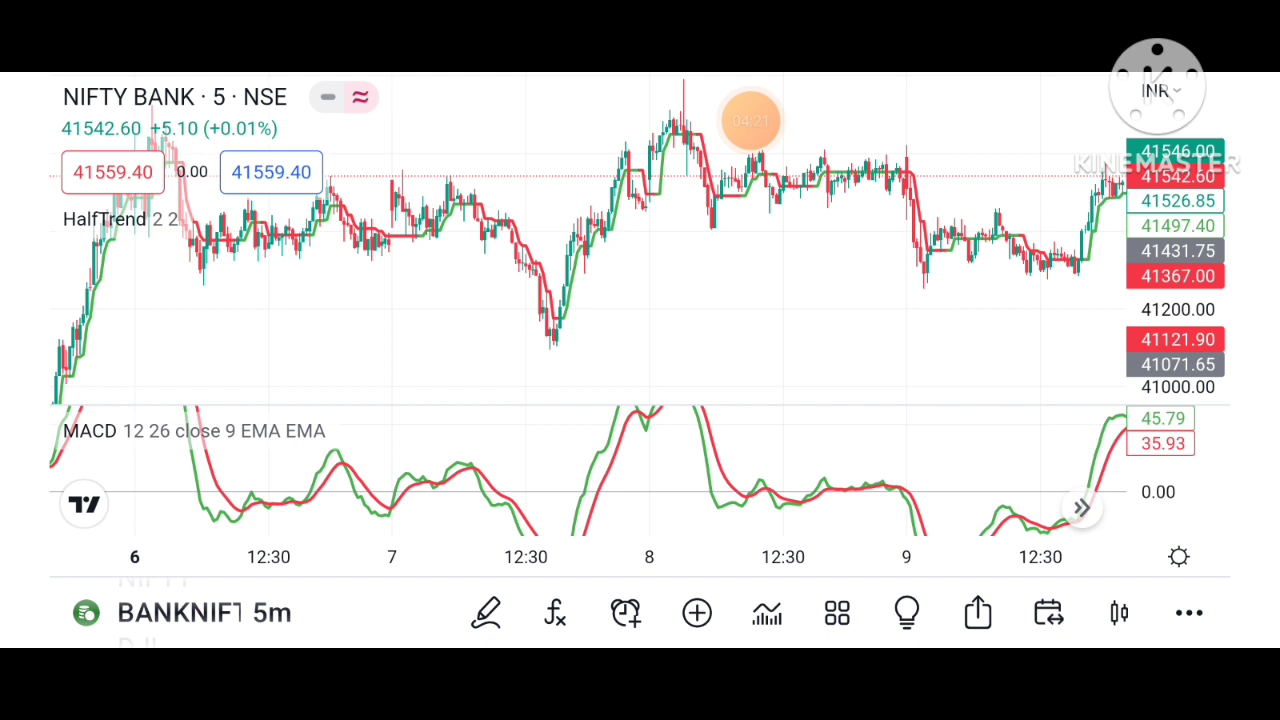 NIFTY BANK · 5 · NSE
INR
41542.60 +5.10 (+0.01%)
04:21
41559.40 0.00 41559.40
HalfTrend 2 2
KINEMASTER
41546.00
41542.60
41526.85
41497.40
41431.75
41367.00
41200.00
41121.90
41071.65
41000.00
MACD 12 26 close 9 EMA EMA
45.79
35.93
0.00
6 12:30 7 12:30 8 12:30 9 12:30
BANKNIFT 5m